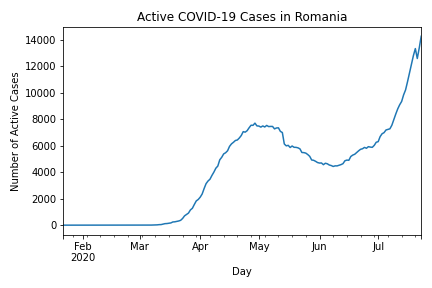 Active COVID-19 Cases in Romania
Number of Active Cases
14000
12000
10000
8000
6000
4000
2000
0
Feb Mar Apr May Jun Jul
2020
Day